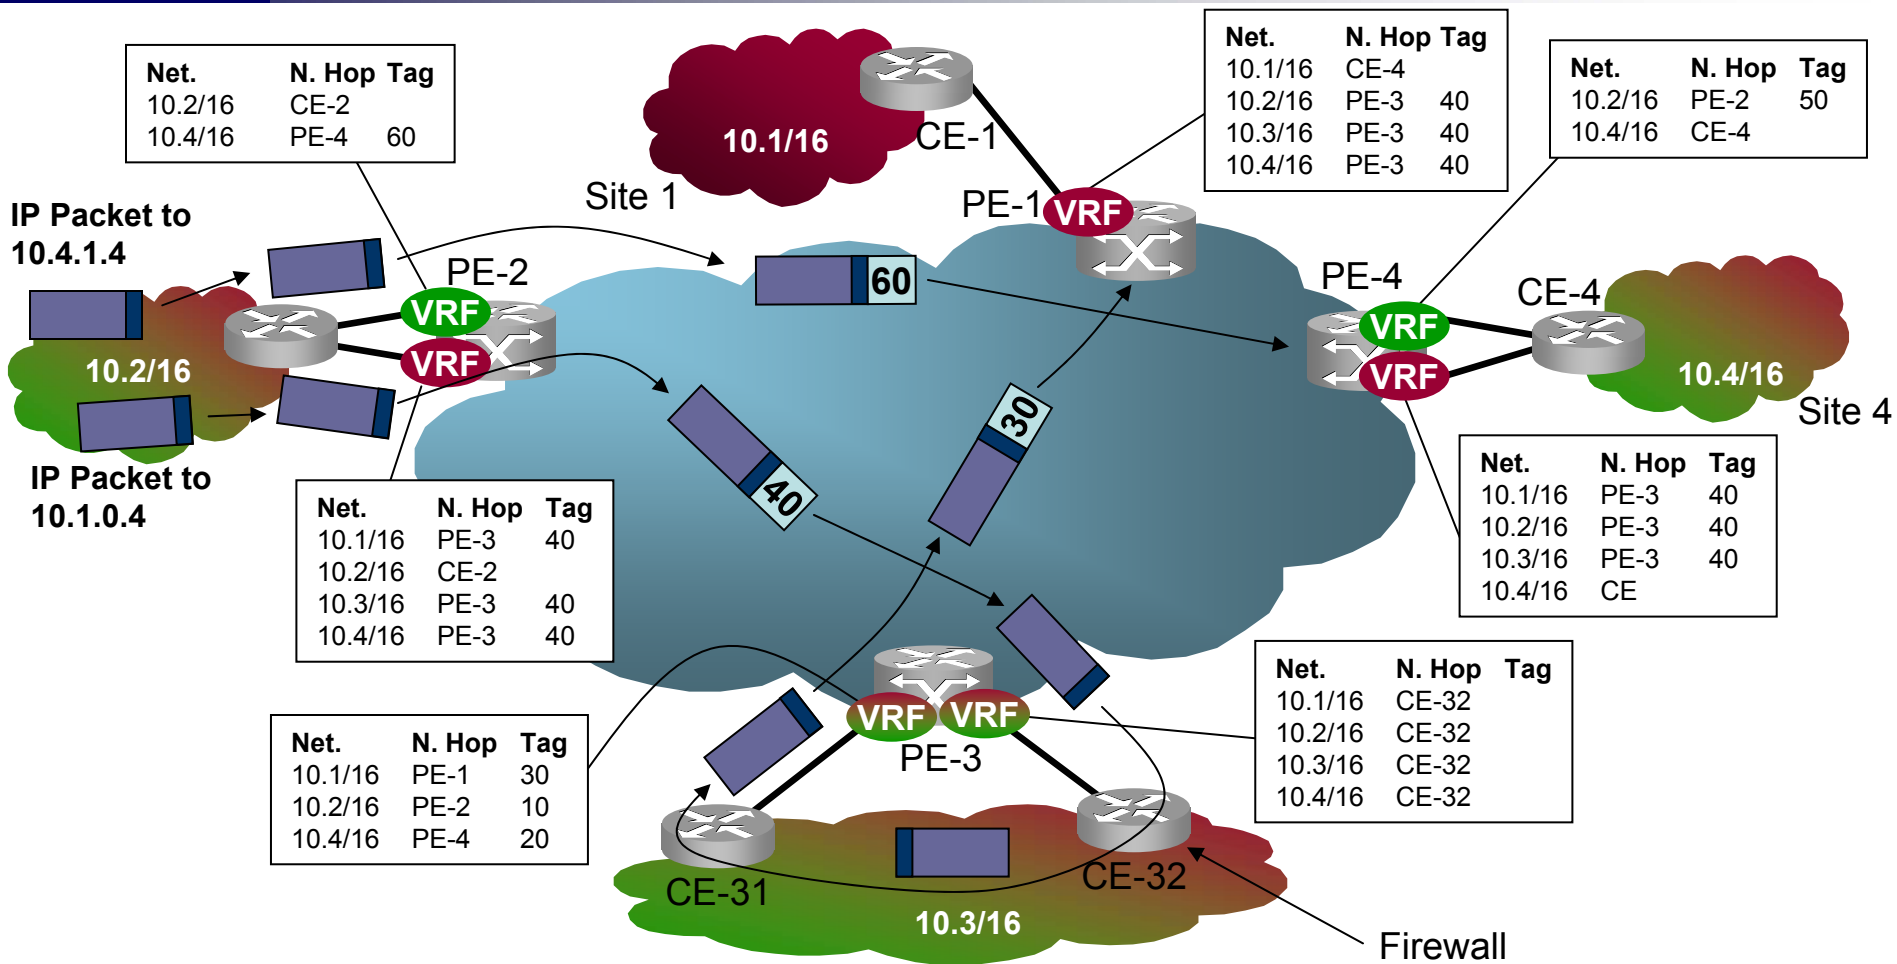 Net. N. Hop Tag
10.2/16 CE-2
10.4/16 PE-4 60
Net. N. Hop Tag
10.1/16 CE-4
10.2/16 PE-3 40
10.3/16 PE-3 40
10.4/16 PE-3 40
Net. N. Hop Tag
10.2/16 PE-2 50
10.4/16 CE-4
10.1/16
CE-1
Site 1
PE-1
VRF
IP Packet to
10.4.1.4
PE-2
VRF
VRF
10.2/16
60
PE-4
VRF
VRF
CE-4
10.4/16
Site 4
IP Packet to
10.1.0.4
40
30
Net. N. Hop Tag
10.1/16 PE-3 40
10.2/16 CE-2
10.3/16 PE-3 40
10.4/16 PE-3 40
Net. N. Hop Tag
10.1/16 PE-3 40
10.2/16 PE-3 40
10.3/16 PE-3 40
10.4/16 CE
VRF VRF
PE-3
Net. N. Hop Tag
10.1/16 PE-1 30
10.2/16 PE-2 10
10.4/16 PE-4 20
Net. N. Hop Tag
10.1/16 CE-32
10.2/16 CE-32
10.3/16 CE-32
10.4/16 CE-32
CE-31
CE-32
10.3/16
Firewall